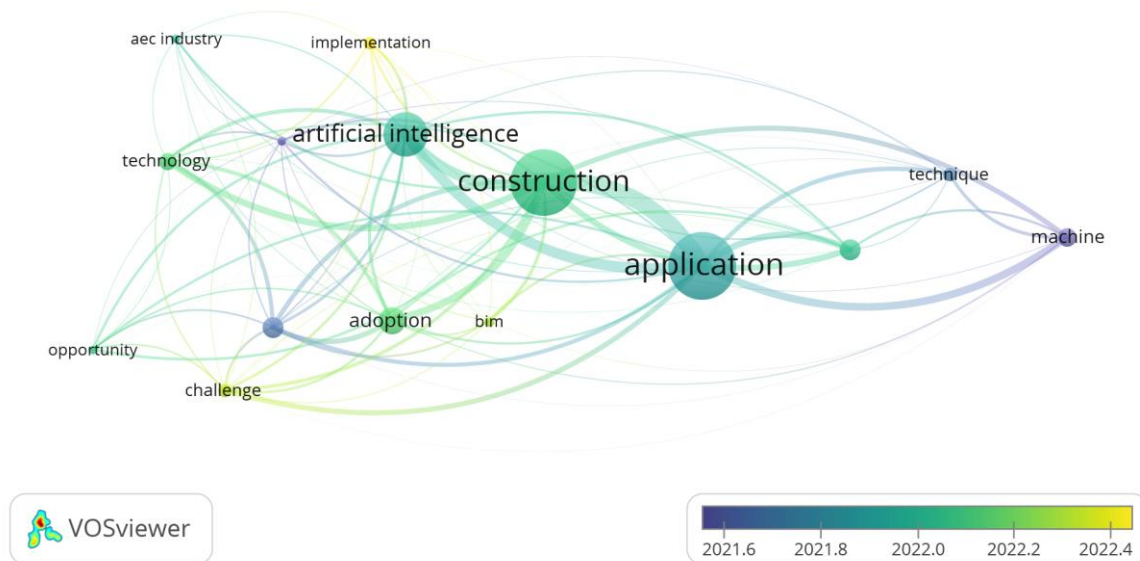 aec industry
implementation
artificial intelligence
technology
construction
technique
machine
application
adoption
bim
opportunity
challenge
VOSviewer
2021.6 2021.8 2022.0 2022.2 2022.4